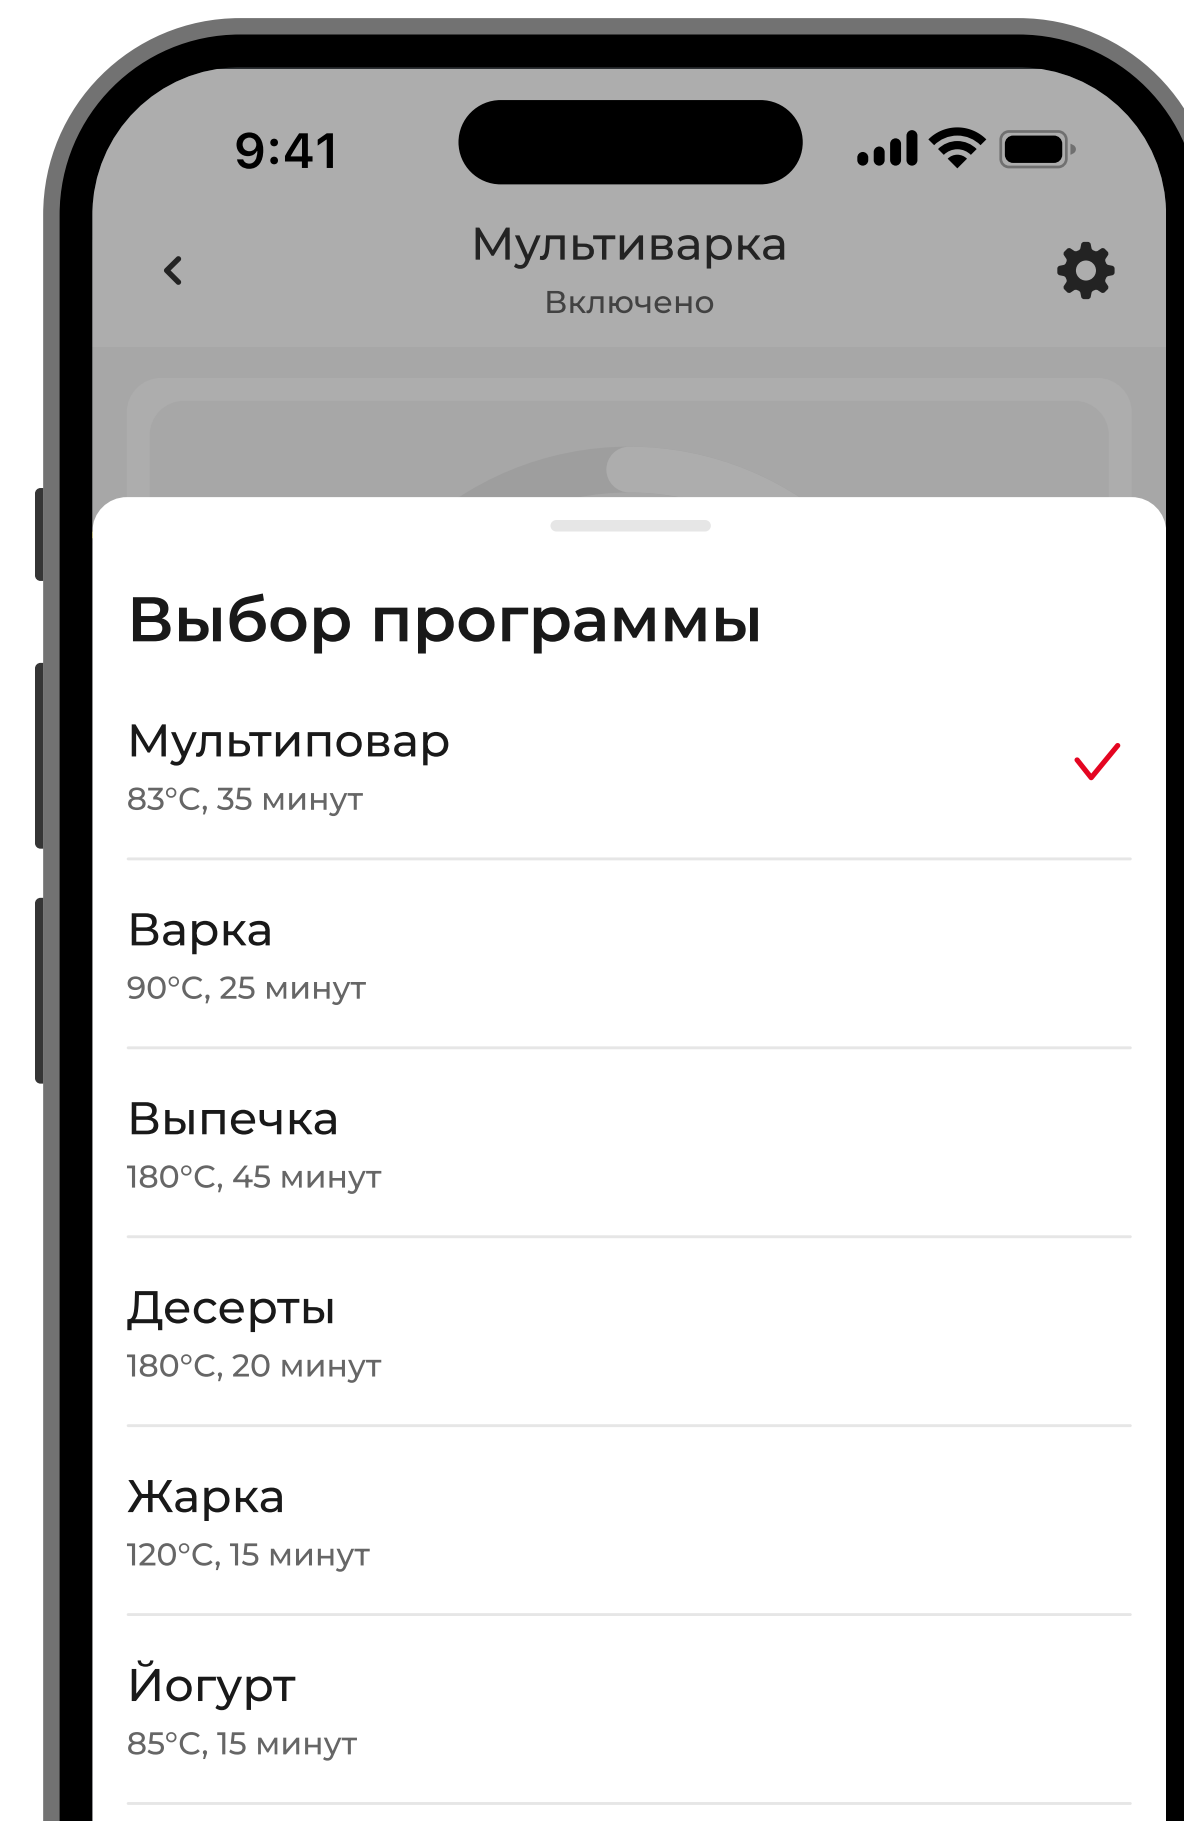 9:41
Мультиварка
Включено
Выбор программы
Мультиповар
83°C, 35 минут
Варка
90°C, 25 минут
Выпечка
180°C, 45 минут
Десерты
180°C, 20 минут
Жарка
120°C, 15 минут
Йогурт
85°C, 15 минут